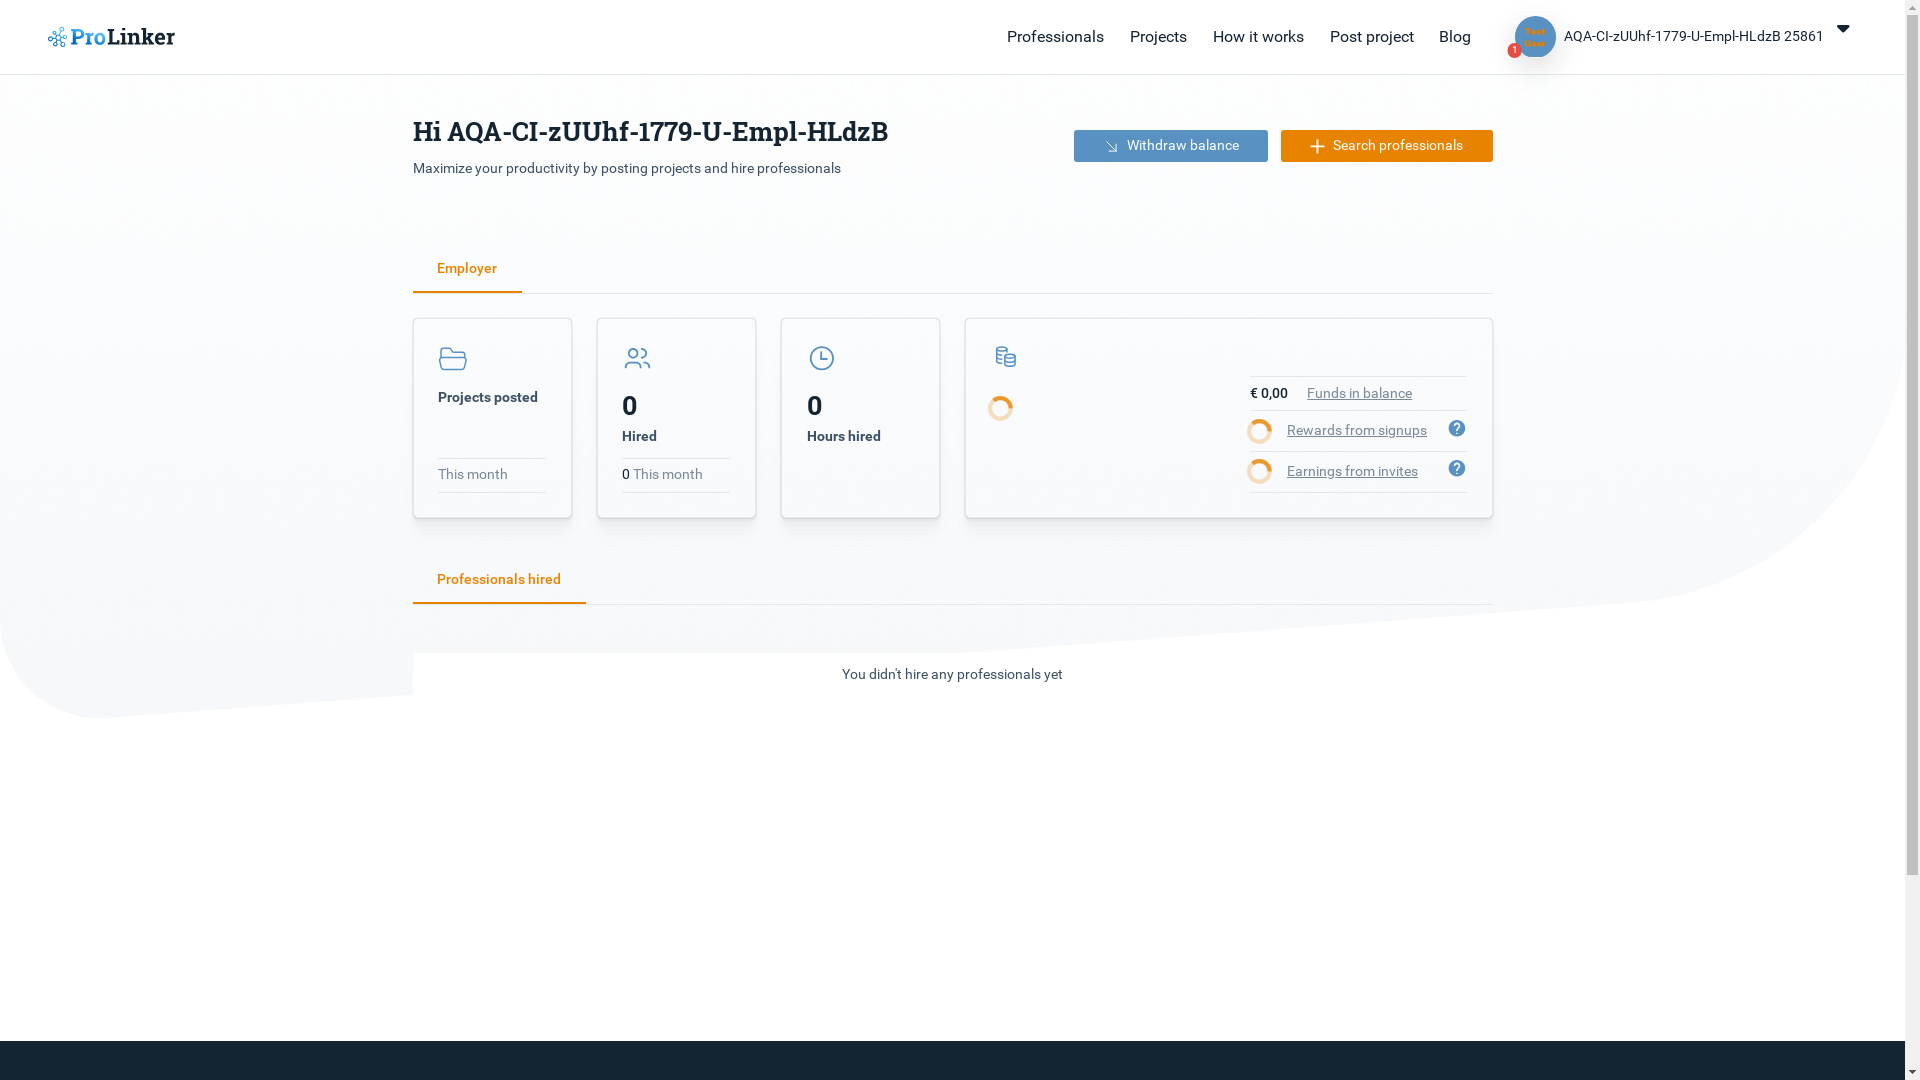 ProLinker
Professionals
Projects
How it works
Post project
Blog
1
Test
User
AQA-CI-zUUhf-1779-U-Empl-HLdzB 25861
Hi AQA-CI-zUUhf-1779-U-Empl-HLdzB
Maximize your productivity by posting projects and hire professionals
Withdraw balance
Search professionals
Employer
Projects posted
This month
0
Hired
0 This month
0
Hours hired
€ 0,00 Funds in balance
Rewards from signups
Earnings from invites
Professionals hired
You didn't hire any professionals yet